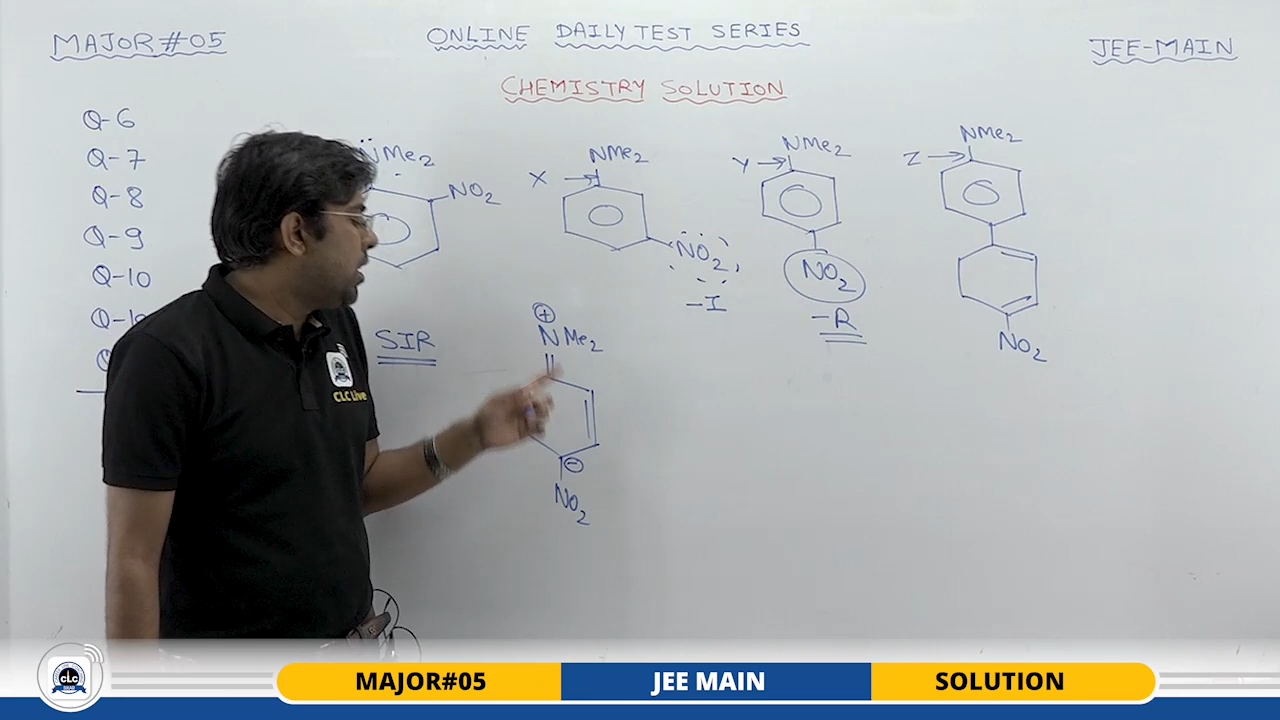 MAJOR#05
ONLINE DAILY TEST SERIES
JEE-MAIN
CHEMISTRY SOLUTION
Q-6
Q-7
Q-8
Q-9
Q-10
NMe2
NO2
SIR
X
NMe2
NO2
-I
Y
NMe2
NO2
-R
Z
NMe2
NO2
⊕
NMe2
⊖
NO2
CLC Live
CLC
MAJOR#05
JEE MAIN
SOLUTION